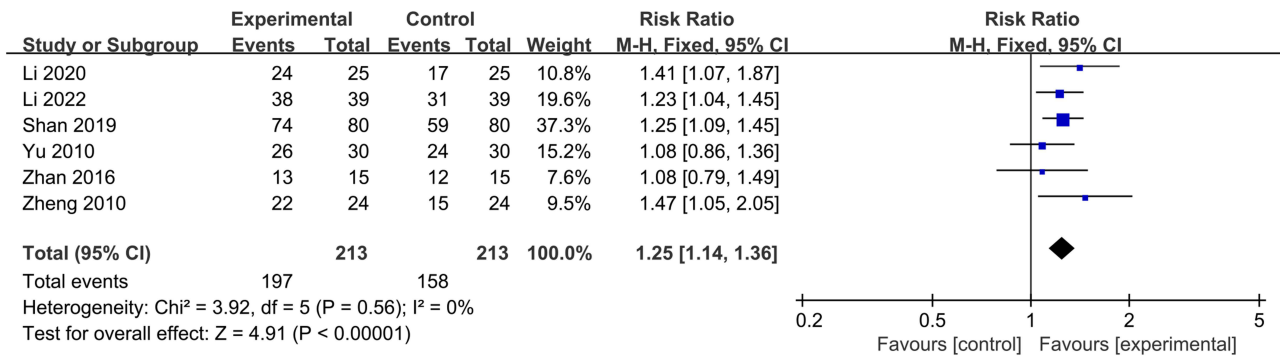 Experimental Control Risk Ratio Risk Ratio
Study or Subgroup Events Total Events Total Weight M-H, Fixed, 95% CI M-H, Fixed, 95% CI
Li 2020 24 25 17 25 10.8% 1.41 [1.07, 1.87]
Li 2022 38 39 31 39 19.6% 1.23 [1.04, 1.45]
Shan 2019 74 80 59 80 37.3% 1.25 [1.09, 1.45]
Yu 2010 26 30 24 30 15.2% 1.08 [0.86, 1.36]
Zhan 2016 13 15 12 15 7.6% 1.08 [0.79, 1.49]
Zheng 2010 22 24 15 24 9.5% 1.47 [1.05, 2.05]
Total (95% CI) 213 213 100.0% 1.25 [1.14, 1.36]
Total events 197 158
Heterogeneity: Chi² = 3.92, df = 5 (P = 0.56); I² = 0%
Test for overall effect: Z = 4.91 (P < 0.00001)
0.2 0.5 1 2 5
Favours [control] Favours [experimental]